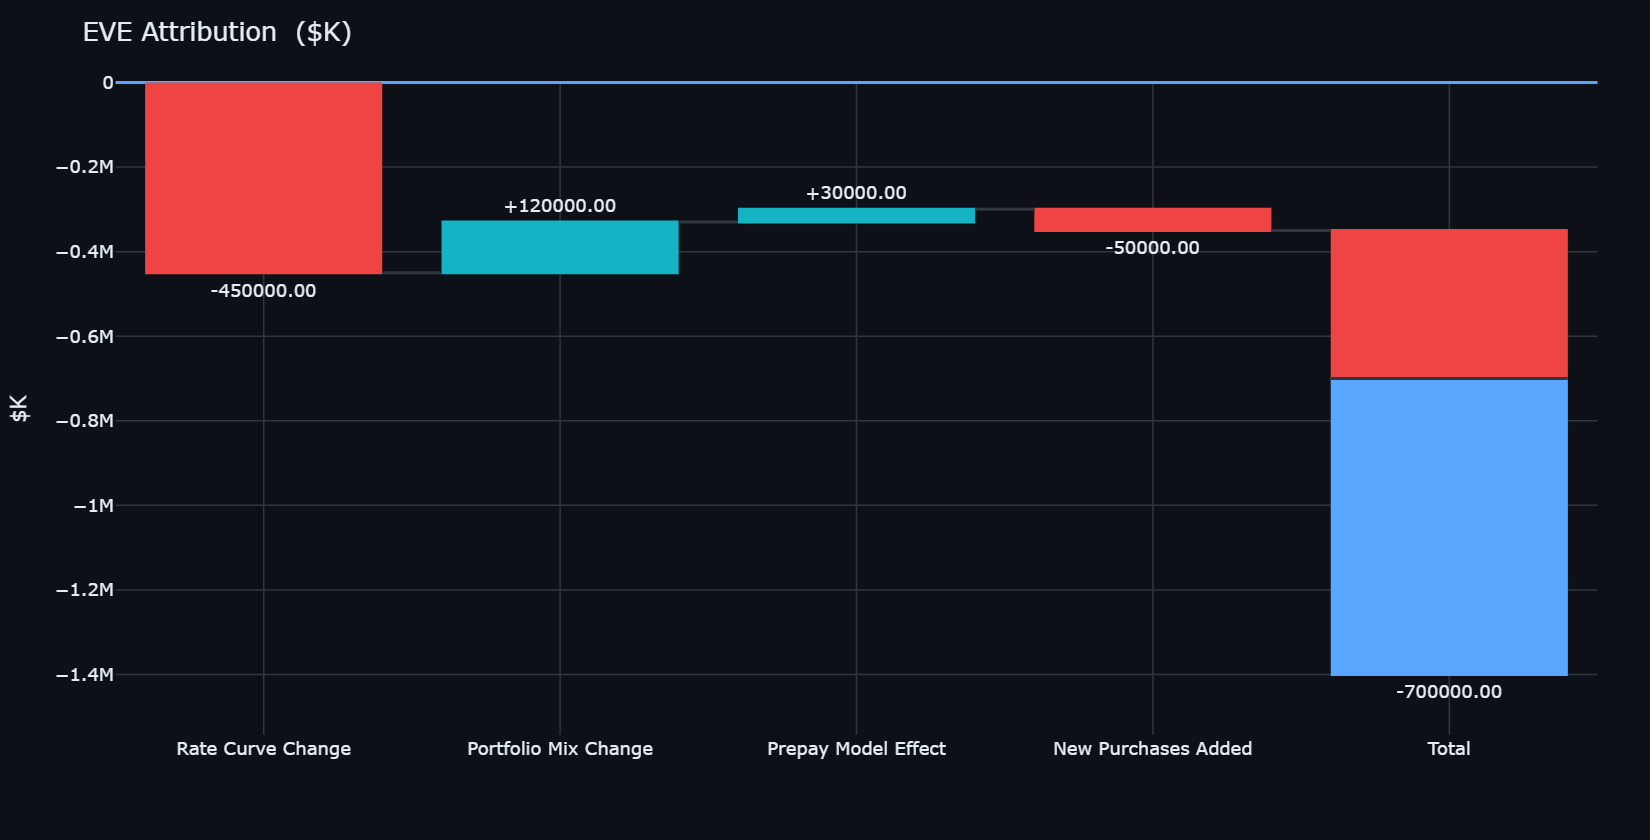 EVE Attribution  ($K)
0
−0.2M
−0.4M
−0.6M
−0.8M
−1M
−1.2M
−1.4M
$K
-450000.00
+120000.00
+30000.00
-50000.00
-700000.00
Rate Curve Change
Portfolio Mix Change
Prepay Model Effect
New Purchases Added
Total